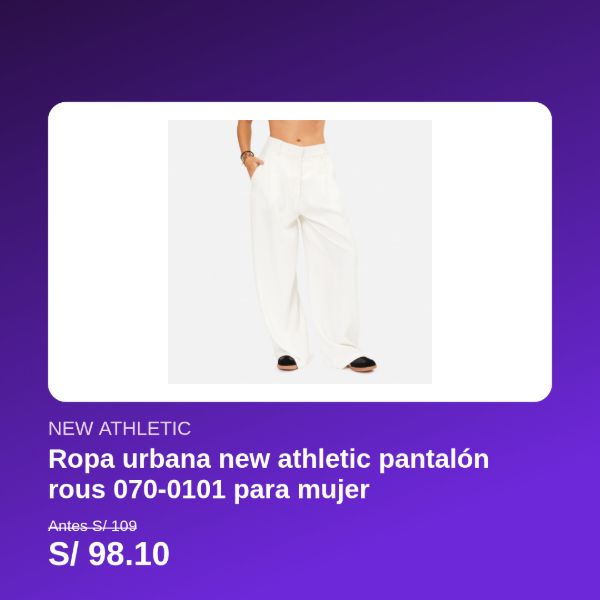 NEW ATHLETIC
Ropa urbana new athletic pantalón
rous 070-0101 para mujer
Antes S/ 109
S/ 98.10